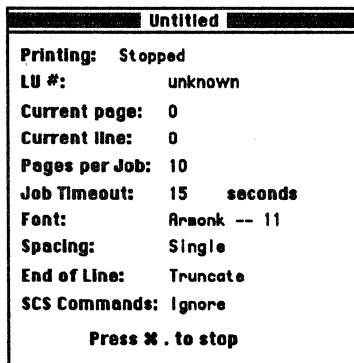 Untitled
Printing: Stopped
LU #: unknown
Current page: 0
Current line: 0
Pages per Job: 10
Job Timeout: 15 seconds
Font: Armonk -- 11
Spacing: Single
End of Line: Truncate
SCS Commands: Ignore
Press ⌘ . to stop